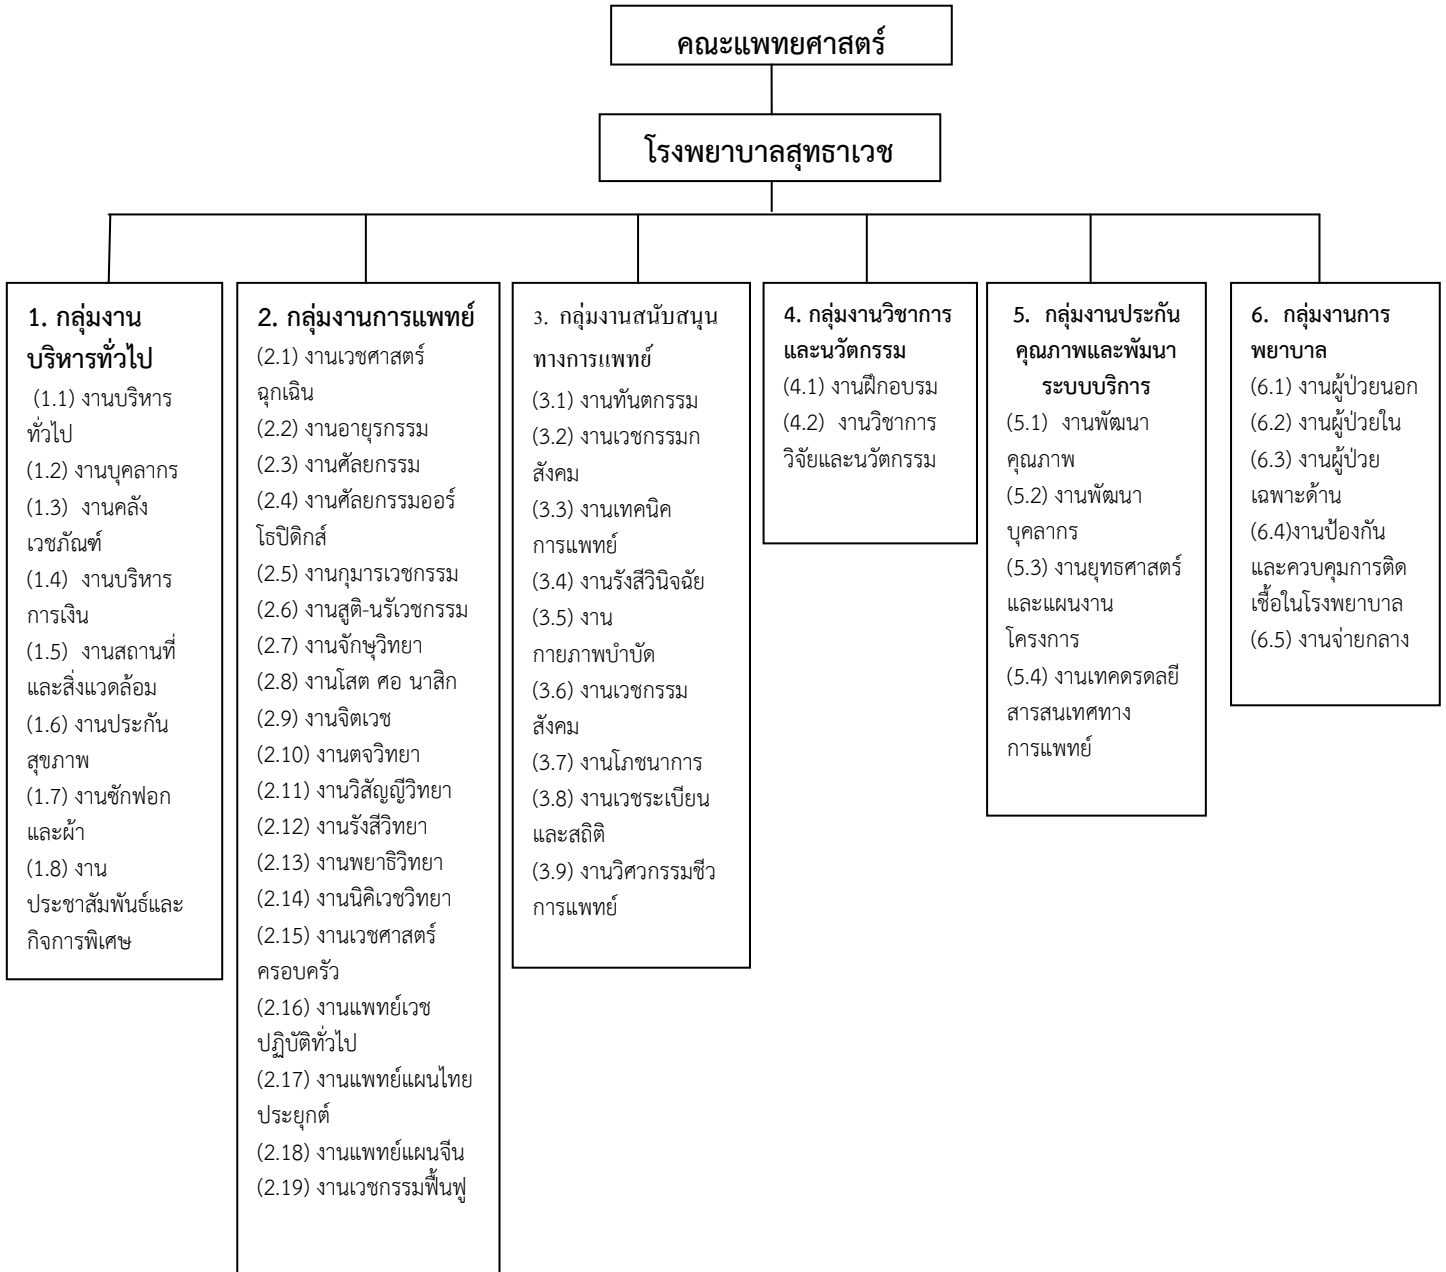 คณะแพทยศาสตร์
โรงพยาบาลสุทธาเวช
1. กลุ่มงาน
บริหารทั่วไป
(1.1) งานบริหาร
ทั่วไป
(1.2) งานบุคลากร
(1.3) งานคลัง
เวชภัณฑ์
(1.4) งานบริหาร
การเงิน
(1.5) งานสถานที่
และสิ่งแวดล้อม
(1.6) งานประกัน
สุขภาพ
(1.7) งานซักฟอก
และผ้า
(1.8) งาน
ประชาสัมพันธ์และ
กิจการพิเศษ
2. กลุ่มงานการแพทย์
(2.1) งานเวชศาสตร์
ฉุกเฉิน
(2.2) งานอายุรกรรม
(2.3) งานศัลยกรรม
(2.4) งานศัลยกรรมออร์
โธปิดิกส์
(2.5) งานกุมารเวชกรรม
(2.6) งานสูติ-นรัเวชกรรม
(2.7) งานจักษุวิทยา
(2.8) งานโสต ศอ นาสิก
(2.9) งานจิตเวช
(2.10) งานตจวิทยา
(2.11) งานวิสัญญีวิทยา
(2.12) งานรังสีวิทยา
(2.13) งานพยาธิวิทยา
(2.14) งานนิคิเวชวิทยา
(2.15) งานเวชศาสตร์
ครอบครัว
(2.16) งานแพทย์เวช
ปฏิบัติทั่วไป
(2.17) งานแพทย์แผนไทย
ประยุกต์
(2.18) งานแพทย์แผนจีน
(2.19) งานเวชกรรมฟื้นฟู
3. กลุ่มงานสนับสนุน
ทางการแพทย์
(3.1) งานทันตกรรม
(3.2) งานเวชกรรมก
สังคม
(3.3) งานเทคนิค
การแพทย์
(3.4) งานรังสีวินิจฉัย
(3.5) งาน
กายภาพบำบัด
(3.6) งานเวชกรรม
สังคม
(3.7) งานโภชนาการ
(3.8) งานเวชระเบียน
และสถิติ
(3.9) งานวิศวกรรมชีว
การแพทย์
4. กลุ่มงานวิชาการ
และนวัตกรรม
(4.1) งานฝึกอบรม
(4.2) งานวิชาการ
วิจัยและนวัตกรรม
5. กลุ่มงานประกัน
คุณภาพและพัมนา
ระบบบริการ
(5.1) งานพัฒนา
คุณภาพ
(5.2) งานพัฒนา
บุคลากร
(5.3) งานยุทธศาสตร์
และแผนงาน
โครงการ
(5.4) งานเทคดรดลยี
สารสนเทศทาง
การแพทย์
6. กลุ่มงานการ
พยาบาล
(6.1) งานผู้ป่วยนอก
(6.2) งานผู้ป่วยใน
(6.3) งานผู้ป่วย
เฉพาะด้าน
(6.4)งานป้องกัน
และควบคุมการติด
เชื้อในโรงพยาบาล
(6.5) งานจ่ายกลาง